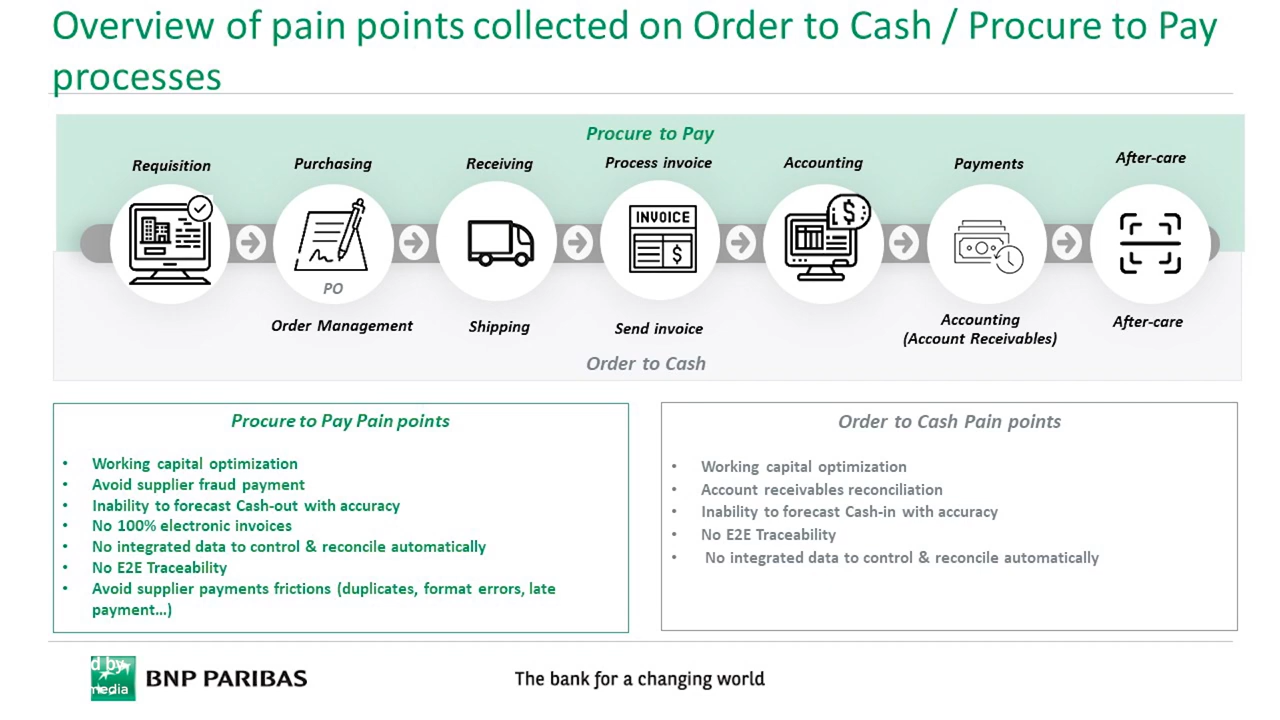 Overview of pain points collected on Order to Cash / Procure to Pay
processes
Procure to Pay
Requisition
Purchasing
Receiving
Process invoice
Accounting
Payments
After-care
INVOICE
$
$
PO
Order Management
Shipping
Send invoice
Accounting
(Account Receivables)
After-care
Order to Cash
Procure to Pay Pain points
• Working capital optimization
• Avoid supplier fraud payment
• Inability to forecast Cash-out with accuracy
• No 100% electronic invoices
• No integrated data to control & reconcile automatically
• No E2E Traceability
• Avoid supplier payments frictions (duplicates, format errors, late
payment...)
Order to Cash Pain points
• Working capital optimization
• Account receivables reconciliation
• Inability to forecast Cash-in with accuracy
• No E2E Traceability
• No integrated data to control & reconcile automatically
d by
media
BNP PARIBAS
The bank for a changing world